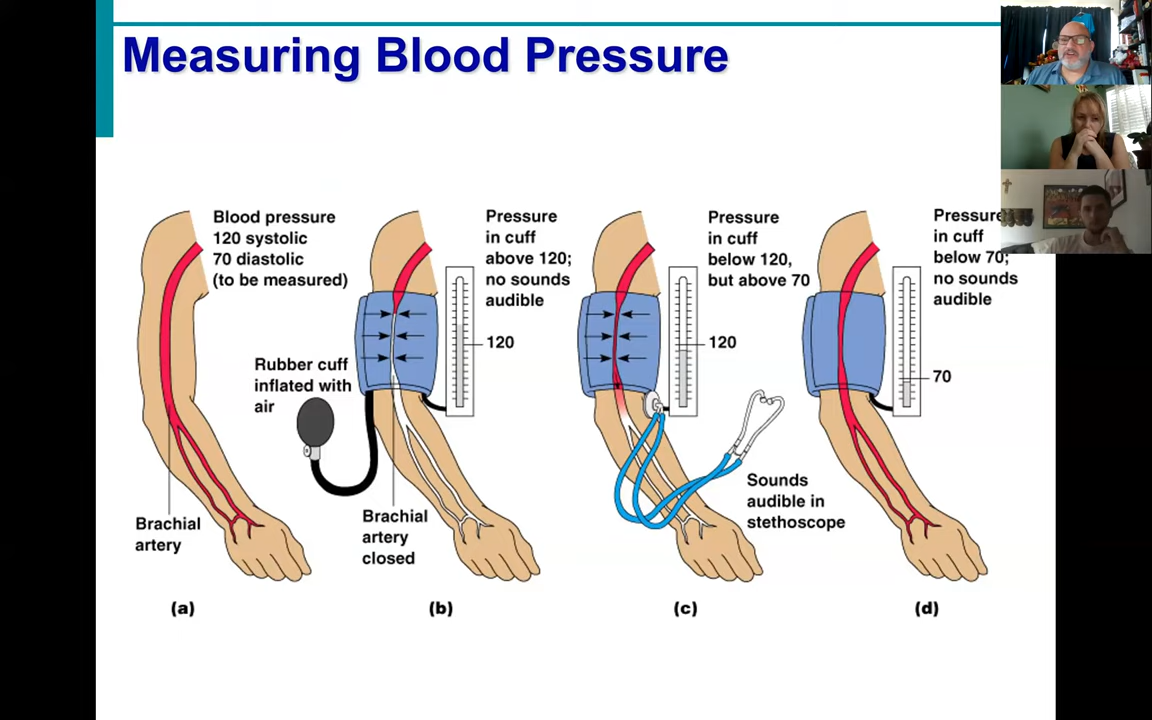 Measuring Blood Pressure
Blood pressure
120 systolic
70 diastolic
(to be measured)
Rubber cuff
inflated with
air
Brachial
artery
(a)
Pressure
in cuff
above 120;
no sounds
audible
120
Brachial
artery
closed
(b)
Pressure
in cuff
below 120,
but above 70
120
Sounds
audible in
stethoscope
(c)
Pressure
in cuff
below 70;
no sounds
audible
70
(d)